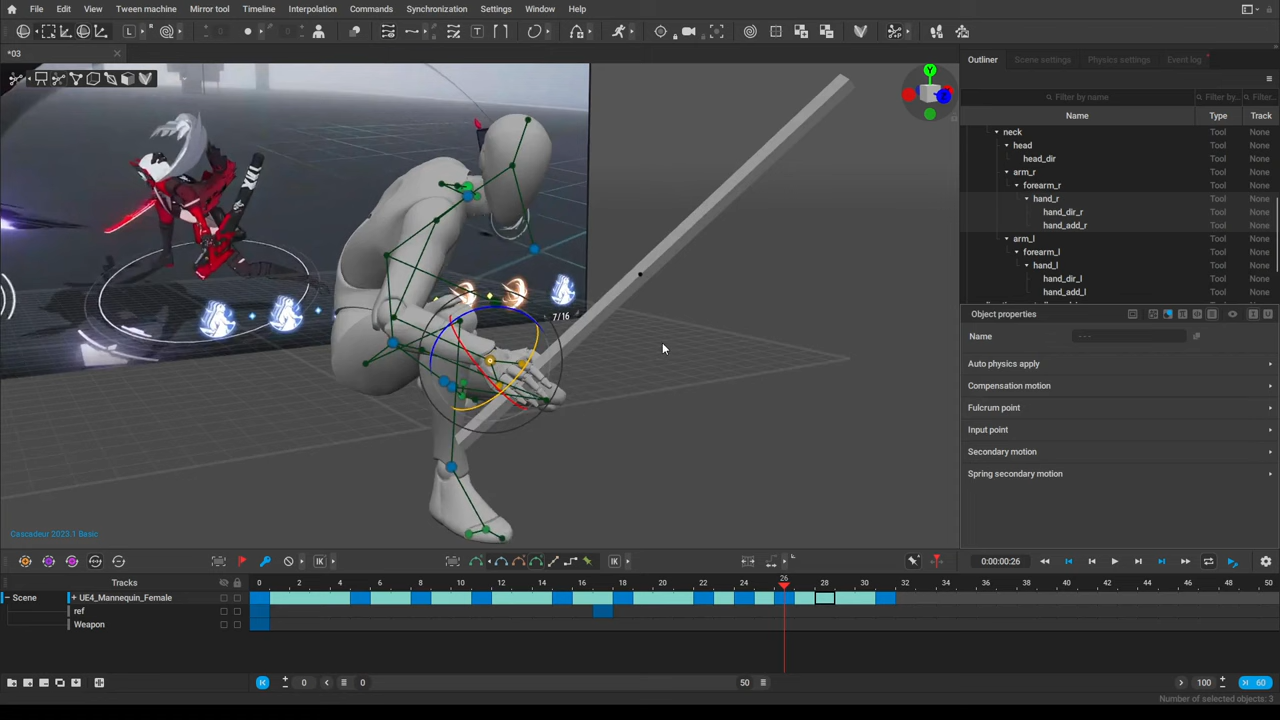 File Edit View Tween machine Mirror tool Timeline Interpolation Commands Synchronization Settings Window Help
L
*03
Outliner Scene settings Physics settings Event log
Filter by name Filter by... Filter...
Name Type Track
neck Tool None
head Tool None
head_dir Tool None
arm_r Tool None
forearm_r Tool None
hand_r Tool None
hand_dir_r Tool None
hand_add_r Tool None
arm_l Tool None
forearm_l Tool None
hand_l Tool None
hand_dir_l Tool None
hand_add_l Tool None
Y
7/16
Object properties
Name ---
Auto physics apply
Compensation motion
Fulcrum point
Input point
Secondary motion
Spring secondary motion
Cascadeur 2023.1 Basic
IK IK 0:00:00:26
Tracks 0 2 4 6 8 10 12 14 16 18 20 22 24 26 28 30 32 34 36 38 40 42 44 46 48 50
Scene + UE4_Mannequin_Female
ref
Weapon
0 0 50 100 60
Number of selected objects: 3